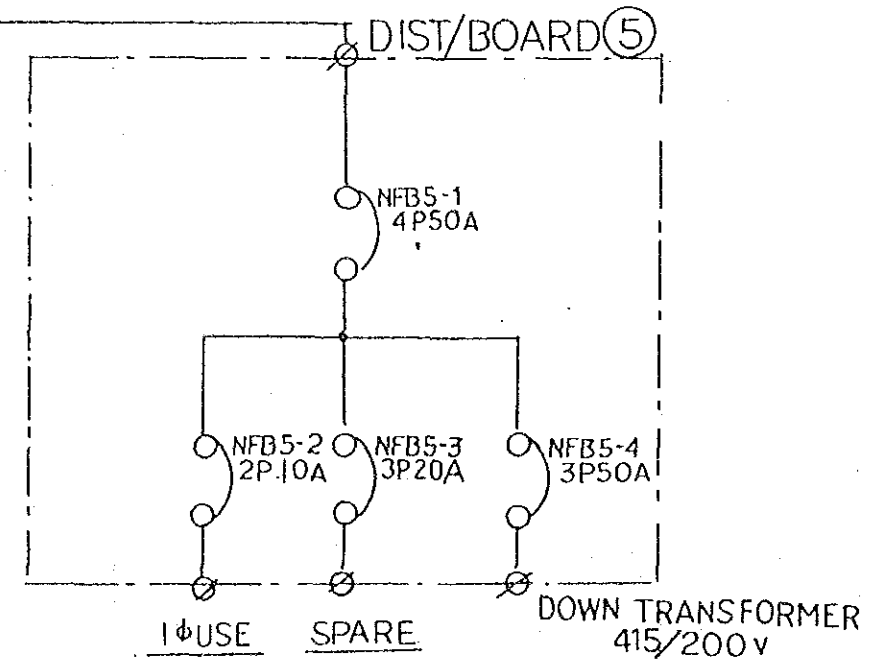 DIST/BOARD⑤
NFB5-1
4P50A
NFB5-2
2P.10A
NFB5-3
3P20A
NFB5-4
3P50A
1ΦUSE
SPARE
DOWN TRANSFORMER
415/200V